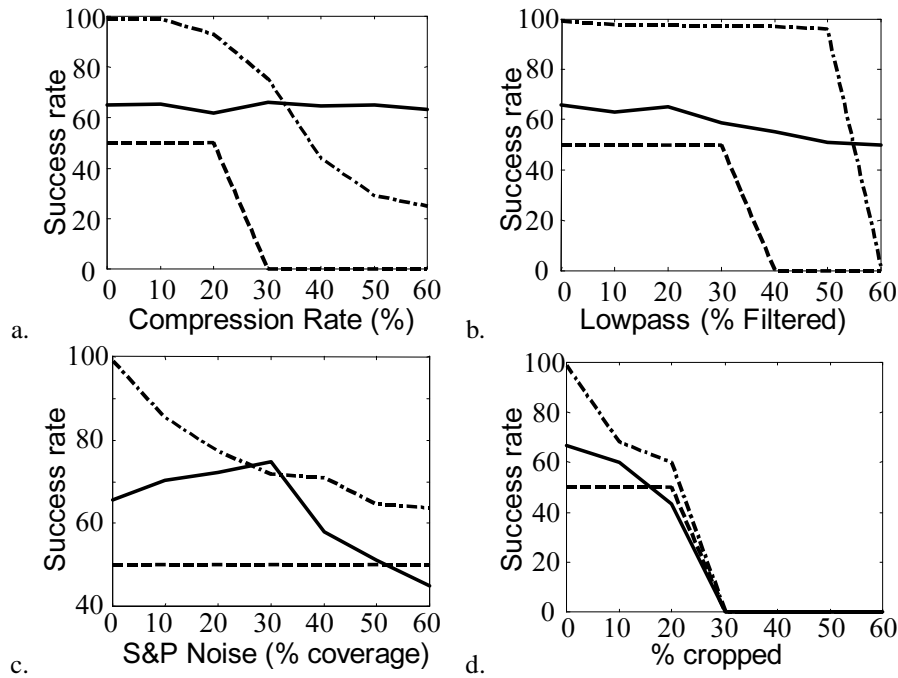 a.
Success rate
100
80
60
40
20
0
0 10 20 30 40 50 60
Compression Rate (%)
b.
Success rate
100
80
60
40
20
0
0 10 20 30 40 50 60
Lowpass (% Filtered)
c.
Success rate
100
80
60
40
0 10 20 30 40 50 60
S&P Noise (% coverage)
d.
Success rate
100
80
60
40
20
0
0 10 20 30 40 50 60
% cropped